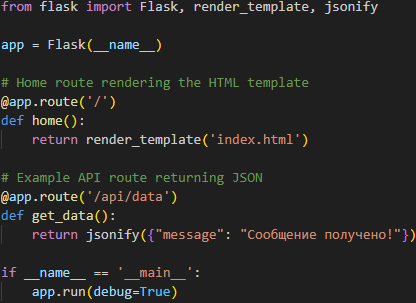 from flask import Flask, render_template, jsonify

app = Flask(__name__)

# Home route rendering the HTML template
@app.route('/')
def home():
    return render_template('index.html')

# Example API route returning JSON
@app.route('/api/data')
def get_data():
    return jsonify({"message": "Сообщение получено!"})

if __name__ == '__main__':
    app.run(debug=True)